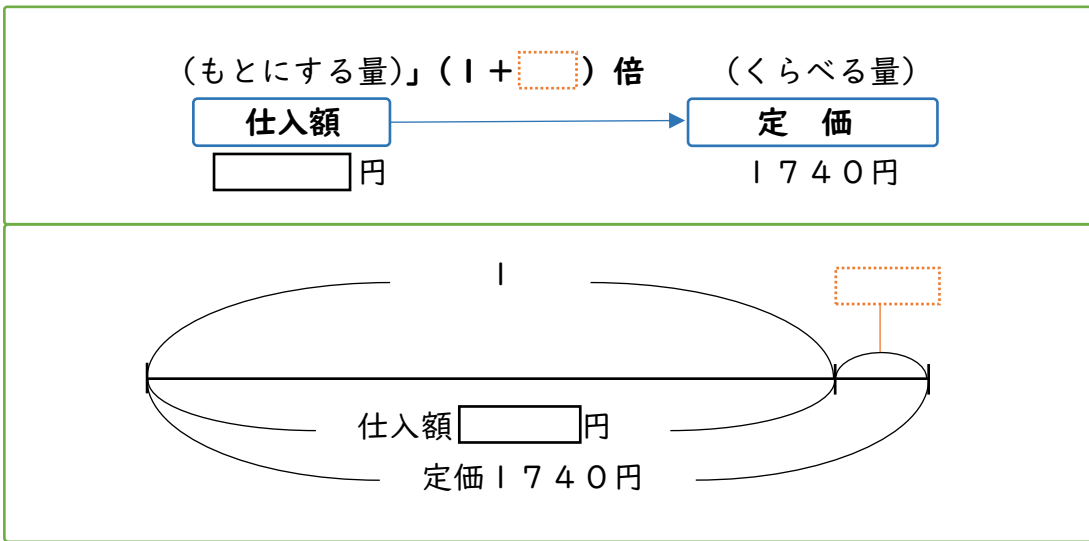 (もとにする量)」(1+ )倍 (くらべる量)
仕入額 定 価
円 1740円
1
仕入額 円
定価1740円